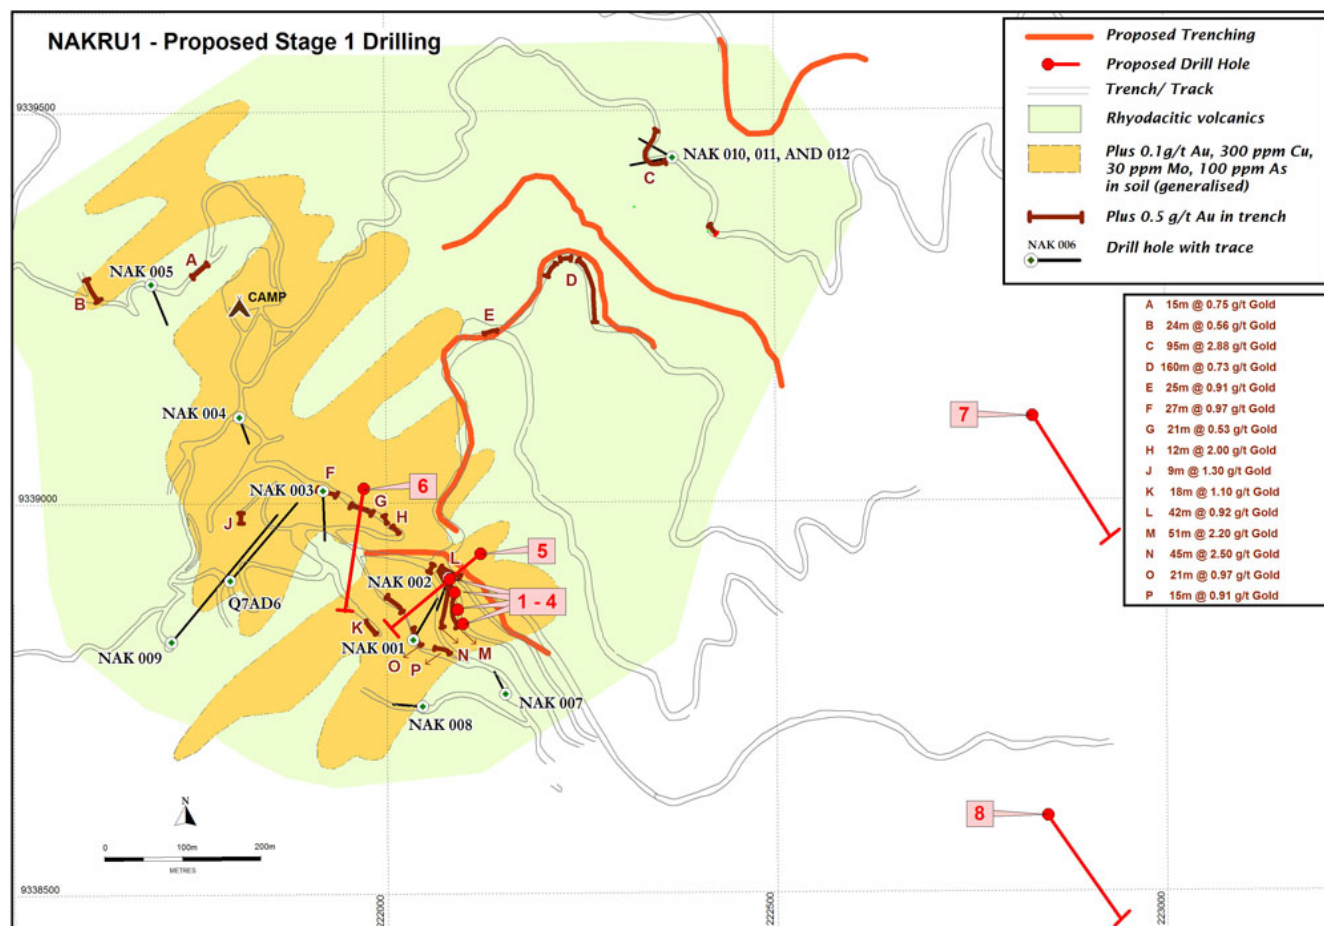 NAKRU1 - Proposed Stage 1 Drilling
Proposed Trenching
Proposed Drill Hole
Trench/ Track
Rhyodacitic volcanics
Plus 0.1g/t Au, 300 ppm Cu,
30 ppm Mo, 100 ppm As
in soil (generalised)
Plus 0.5 g/t Au in trench
NAK 006
Drill hole with trace
9339500
NAK 010, 011, AND 012
C
A
NAK 005
B
CAMP
D
E
NAK 004
7
F
NAK 003
6
G
H
J
9339000
L
5
NAK 002
1 - 4
Q7AD6
K
NAK 001
N
M
O
P
NAK 009
NAK 007
NAK 008
8
N
0
100m
200m
METRES
9338500
222000
222500
223000
A 15m @ 0.75 g/t Gold
B 24m @ 0.56 g/t Gold
C 95m @ 2.88 g/t Gold
D 160m @ 0.73 g/t Gold
E 25m @ 0.91 g/t Gold
F 27m @ 0.97 g/t Gold
G 21m @ 0.53 g/t Gold
H 12m @ 2.00 g/t Gold
J 9m @ 1.30 g/t Gold
K 18m @ 1.10 g/t Gold
L 42m @ 0.92 g/t Gold
M 51m @ 2.20 g/t Gold
N 45m @ 2.50 g/t Gold
O 21m @ 0.97 g/t Gold
P 15m @ 0.91 g/t Gold